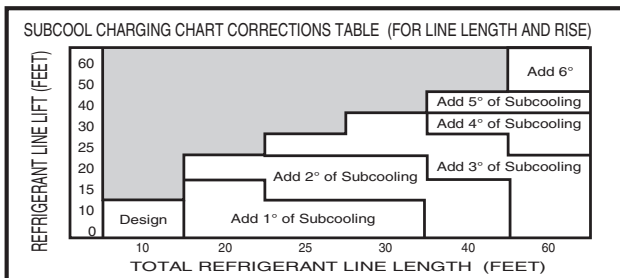 SUBCOOL CHARGING CHART CORRECTIONS TABLE (FOR LINE LENGTH AND RISE)
REFRIGERANT LINE LIFT (FEET)
60
50
40
30
25
20
15
10
0
Add 6°
Add 5° of Subcooling
Add 4° of Subcooling
Add 3° of Subcooling
Add 2° of Subcooling
Design
Add 1° of Subcooling
10 20 25 30 40 60
TOTAL REFRIGERANT LINE LENGTH (FEET)